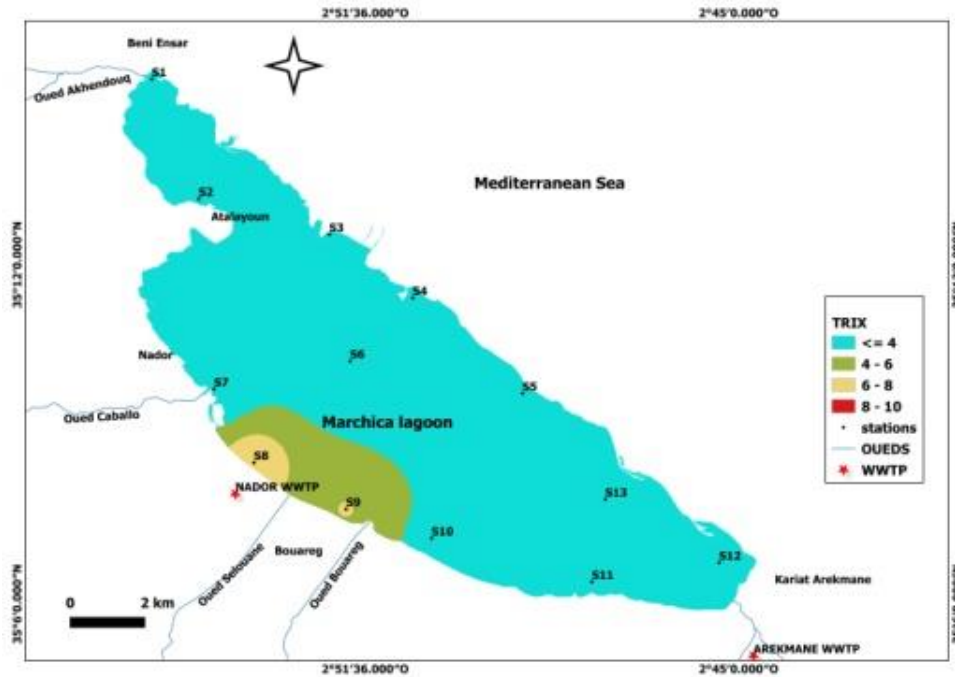 2°51'36.000"O
2°45'0.000"O
Beni Ensar
S1
Oued Akhendouq
Mediterranean Sea
S2
Atalayoun
S3
35°12'0.000"N
S4
TRIX
<= 4
4 - 6
6 - 8
8 - 10
stations
OUEDS
WWTP
Nador
S6
S7
S5
Oued Caballo
Marchica lagoon
S8
NADOR WWTP
S9
S13
S10
Bouareg
Oued Selouane
Oued Bouareg
S12
S11
Kariat Arekmane
0
2 km
35°6'0.000"N
AREKMANE WWTP
2°51'36.000"O
2°45'0.000"O